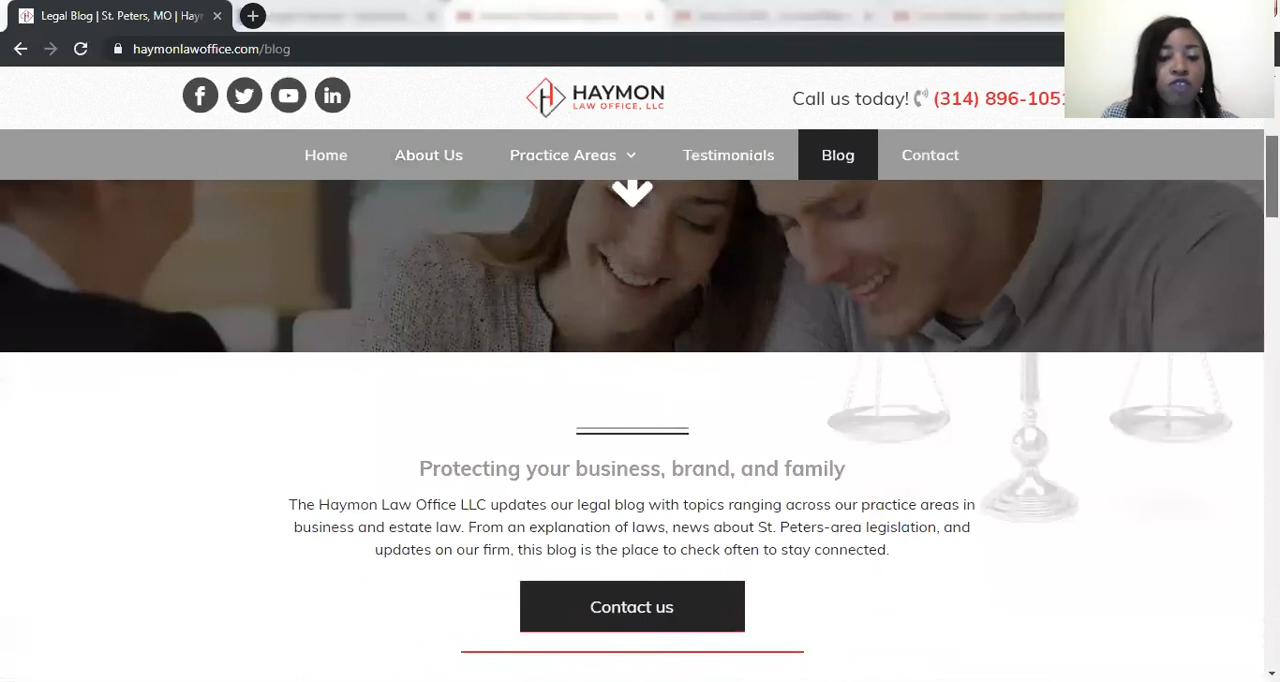 Legal Blog | St. Peters, MO | Hay
haymonlawoffice.com/blog
HAYMON
LAW OFFICE, LLC
Call us today! (314) 896-1051
Home About Us Practice Areas Testimonials Blog Contact
Protecting your business, brand, and family
The Haymon Law Office LLC updates our legal blog with topics ranging across our practice areas in
business and estate law. From an explanation of laws, news about St. Peters-area legislation, and
updates on our firm, this blog is the place to check often to stay connected.
Contact us